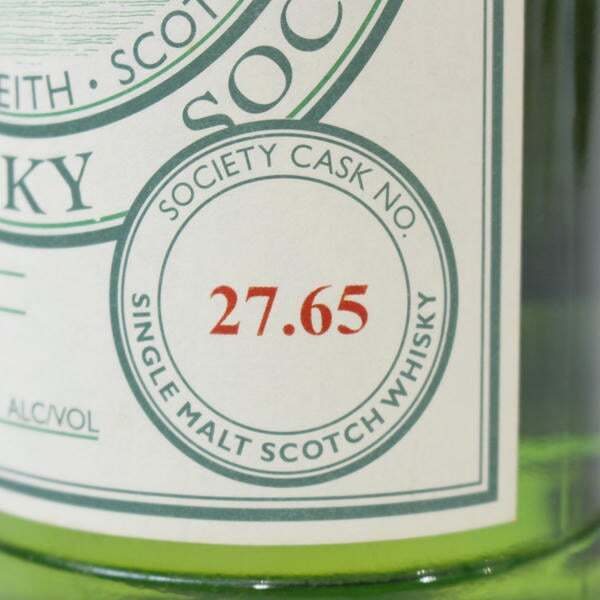 EITH • SCOT
KY SOC
SOCIETY CASK NO.
27.65
SINGLE MALT SCOTCH WHISKY
ALC/VOL